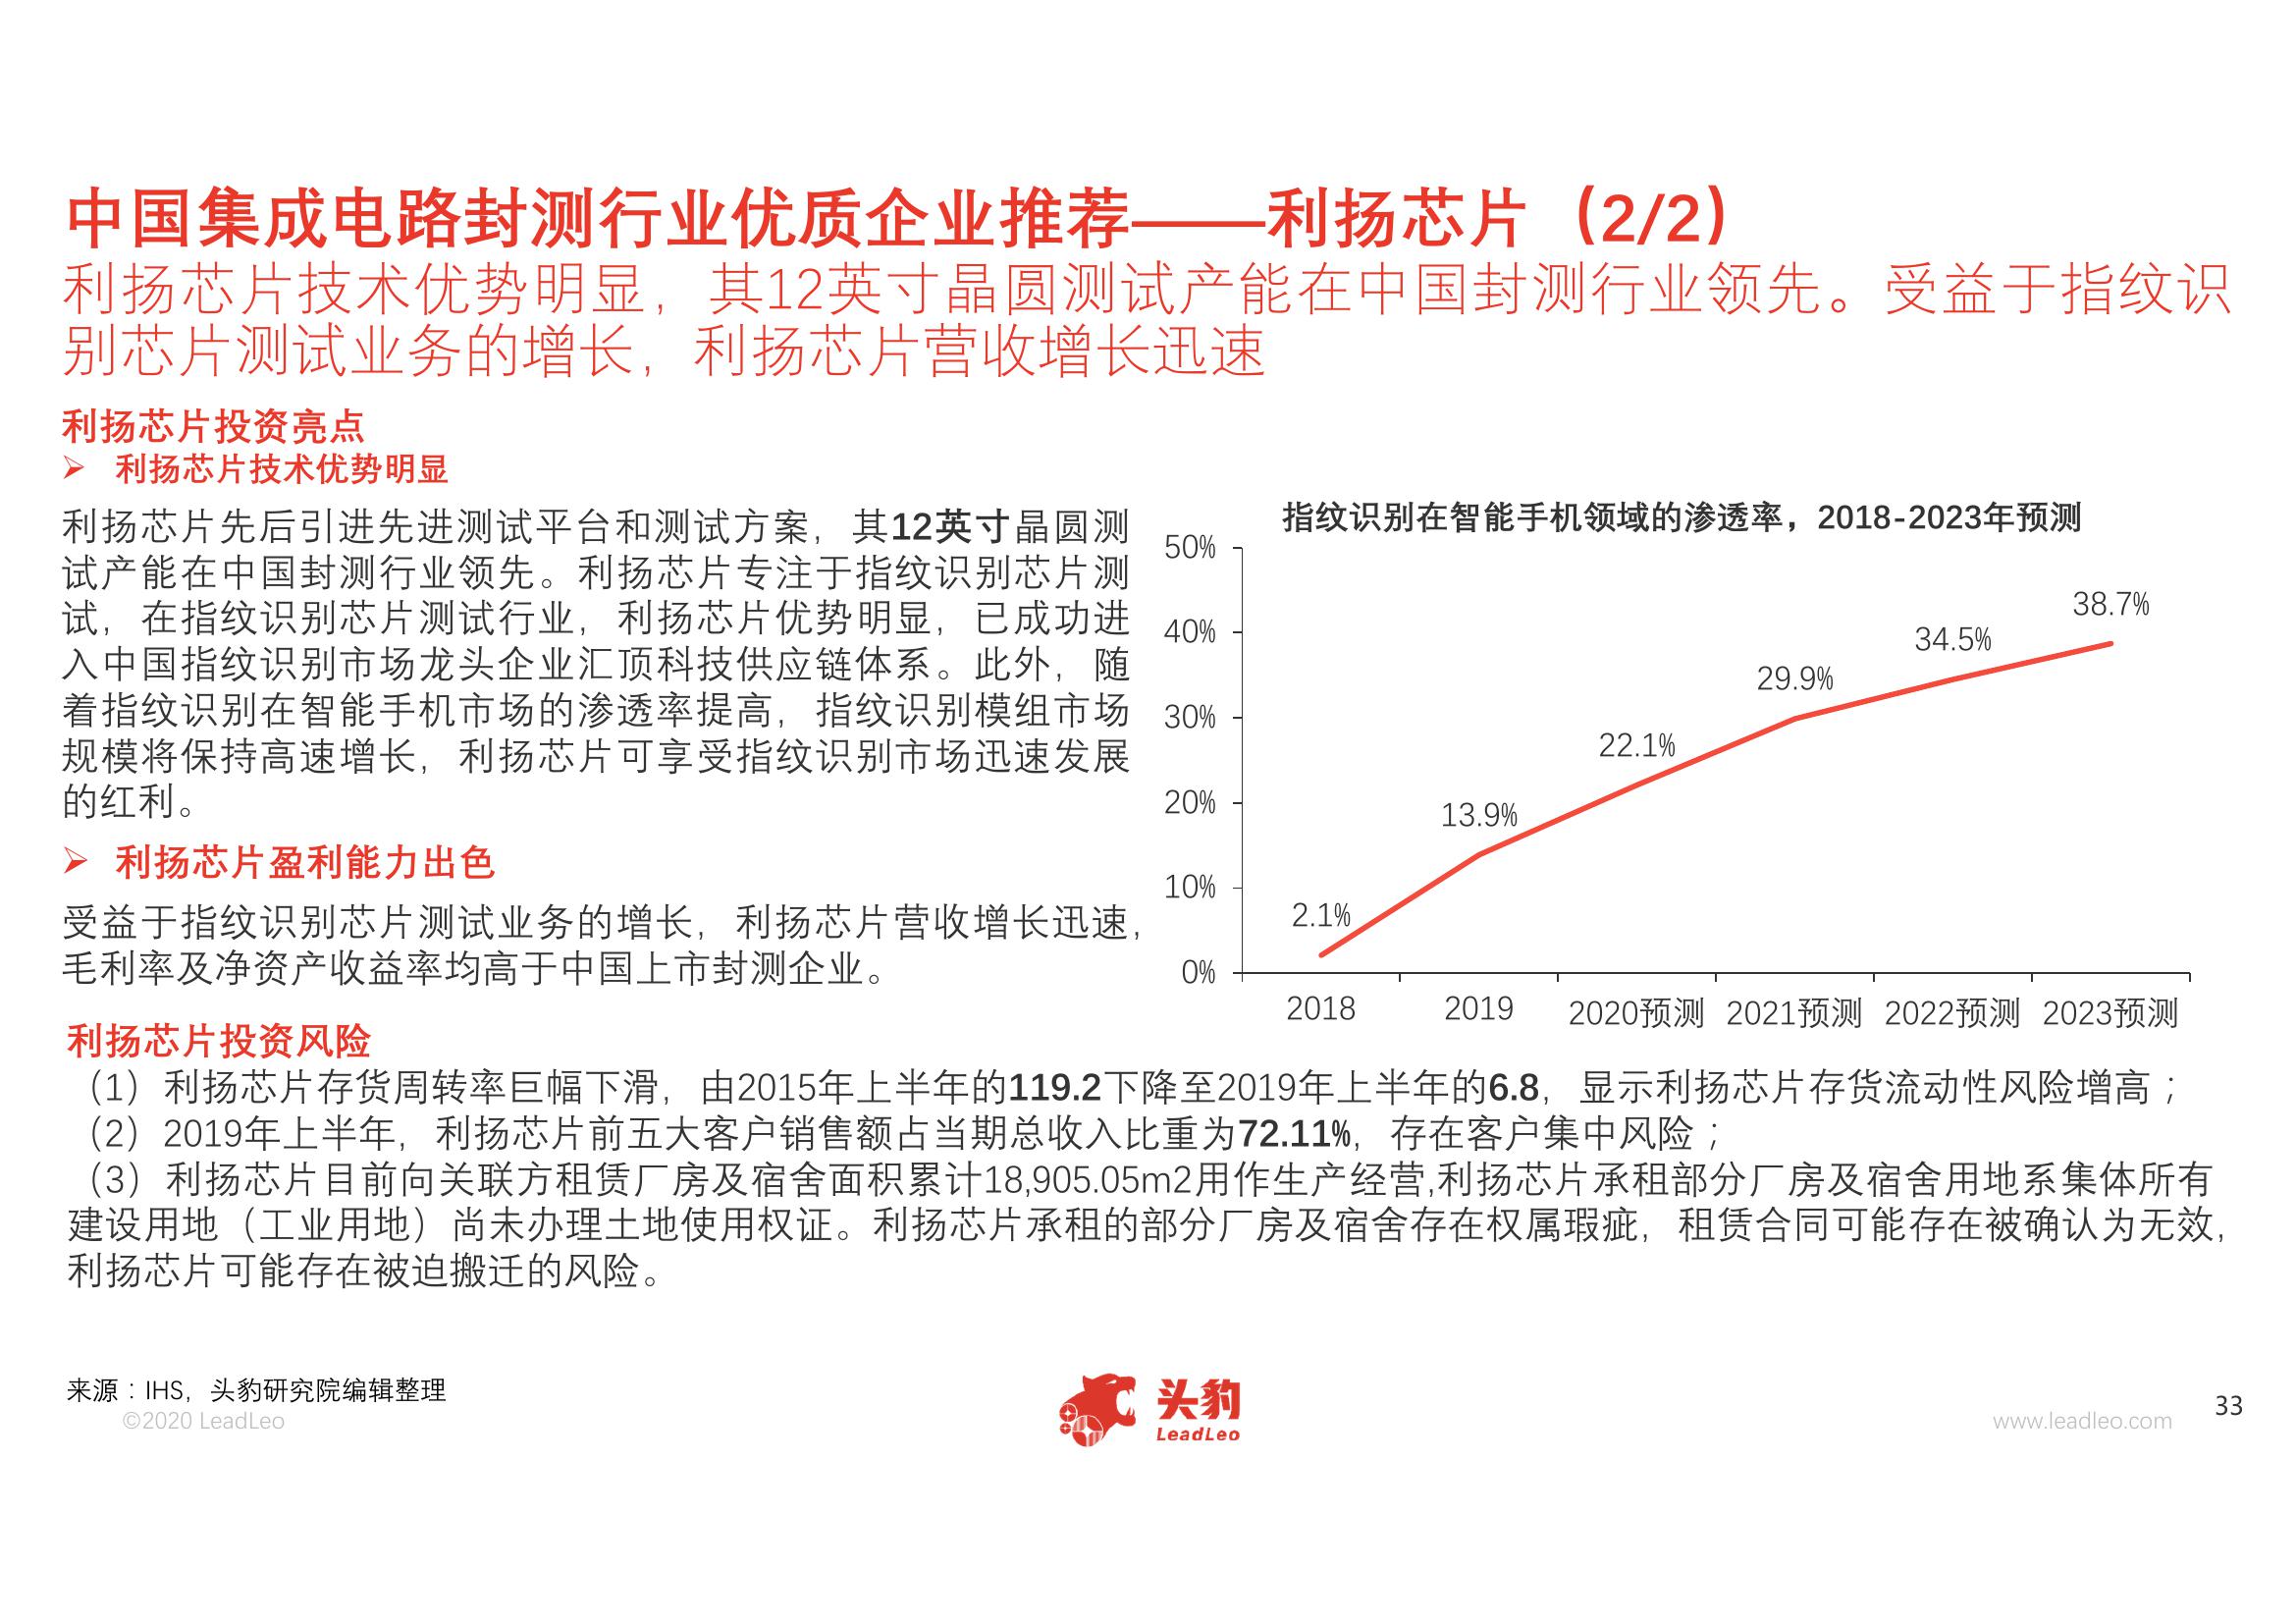 中国集成电路封测行业优质企业推荐——利扬芯片（2/2）
利扬芯片技术优势明显，其12英寸晶圆测试产能在中国封测行业领先。受益于指纹识
别芯片测试业务的增长，利扬芯片营收增长迅速
利扬芯片投资亮点
➢ 利扬芯片技术优势明显
利扬芯片先后引进先进测试平台和测试方案，其12英寸晶圆测
试产能在中国封测行业领先。利扬芯片专注于指纹识别芯片测
试，在指纹识别芯片测试行业，利扬芯片优势明显，已成功进
入中国指纹识别市场龙头企业汇顶科技供应链体系。此外，随
着指纹识别在智能手机市场的渗透率提高，指纹识别模组市场
规模将保持高速增长，利扬芯片可享受指纹识别市场迅速发展
的红利。
➢ 利扬芯片盈利能力出色
受益于指纹识别芯片测试业务的增长，利扬芯片营收增长迅速，
毛利率及净资产收益率均高于中国上市封测企业。
指纹识别在智能手机领域的渗透率，2018-2023年预测
50%
40%
30%
20%
10%
0%
2.1%
13.9%
22.1%
29.9%
34.5%
38.7%
2018 2019 2020预测 2021预测 2022预测 2023预测
利扬芯片投资风险
（1）利扬芯片存货周转率巨幅下滑，由2015年上半年的119.2下降至2019年上半年的6.8，显示利扬芯片存货流动性风险增高；
（2）2019年上半年，利扬芯片前五大客户销售额占当期总收入比重为72.11%，存在客户集中风险；
（3）利扬芯片目前向关联方租赁厂房及宿舍面积累计18,905.05m2用作生产经营,利扬芯片承租部分厂房及宿舍用地系集体所有
建设用地（工业用地）尚未办理土地使用权证。利扬芯片承租的部分厂房及宿舍存在权属瑕疵，租赁合同可能存在被确认为无效，
利扬芯片可能存在被迫搬迁的风险。
来源：IHS，头豹研究院编辑整理
©2020 LeadLeo
头豹
LeadLeo
www.leadleo.com
33